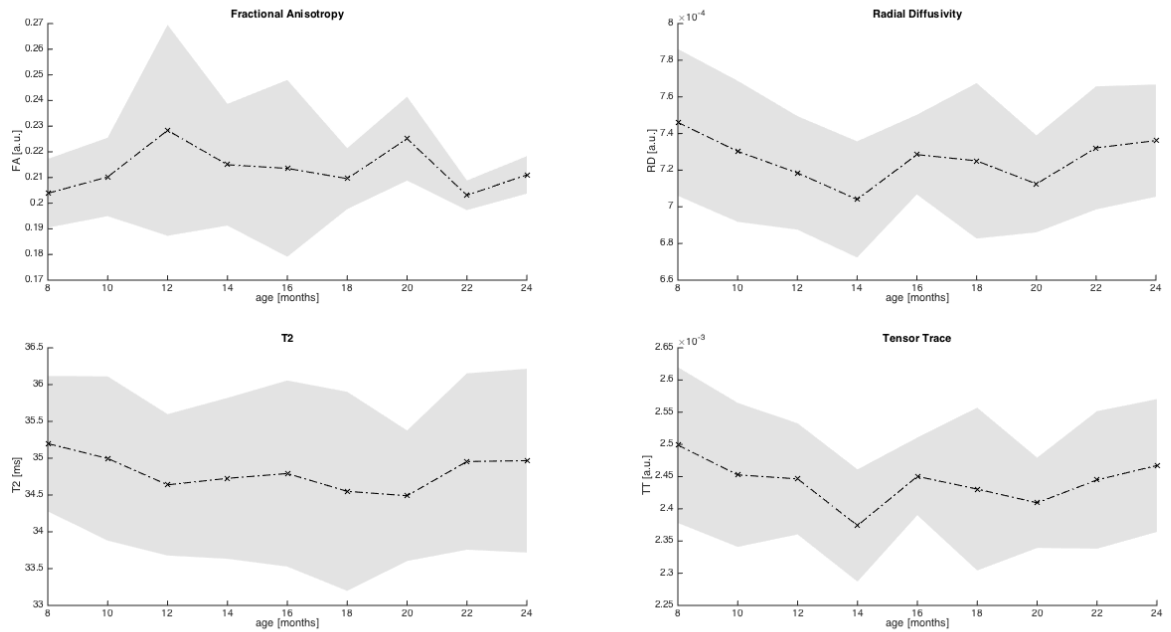 Fractional Anisotropy
0.27
0.26
0.25
0.24
0.23
0.22
0.21
0.2
0.19
0.18
0.17
FA [a.u.]
8 10 12 14 16 18 20 22 24
age [months]
Radial Diffusivity
×10⁻⁴
8
7.8
7.6
7.4
7.2
7
6.8
6.6
RD [a.u.]
8 10 12 14 16 18 20 22 24
age [months]
T2
36.5
36
35.5
35
34.5
34
33.5
33
T2 [ms]
8 10 12 14 16 18 20 22 24
age [months]
Tensor Trace
×10⁻³
2.65
2.6
2.55
2.5
2.45
2.4
2.35
2.3
2.25
TT [a.u.]
8 10 12 14 16 18 20 22 24
age [months]